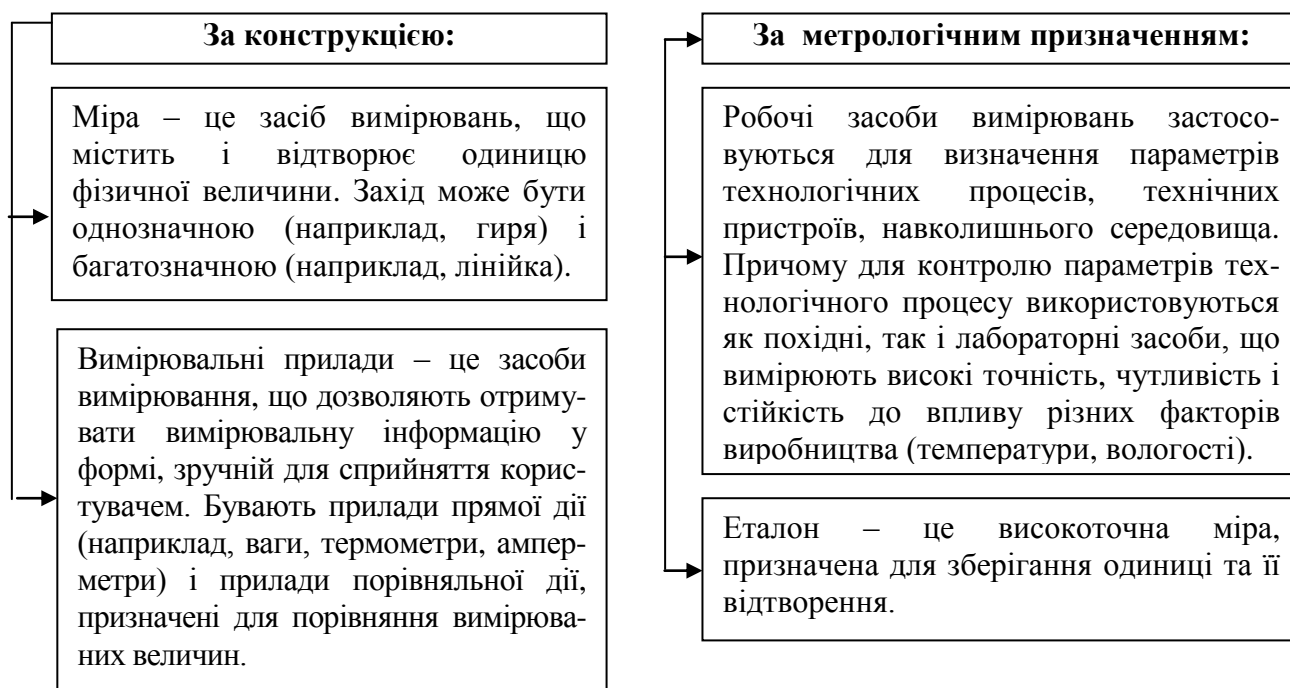 За конструкцією:
Міра – це засіб вимірювань, що
містить і відтворює одиницю
фізичної величини. Захід може бути
однозначною (наприклад, гиря) і
багатозначною (наприклад, лінійка).
Вимірювальні прилади – це засоби
вимірювання, що дозволяють отриму-
вати вимірювальну інформацію у
формі, зручній для сприйняття корис-
тувачем. Бувають прилади прямої дії
(наприклад, ваги, термометри, ампер-
метри) і прилади порівняльної дії,
призначені для порівняння вимірюва-
них величин.
За метрологічним призначенням:
Робочі засоби вимірювань застосо-
вуються для визначення параметрів
технологічних процесів, технічних
пристроїв, навколишнього середовища.
Причому для контролю параметрів тех-
нологічного процесу використовуються
як похідні, так і лабораторні засоби, що
вимірюють високі точність, чутливість і
стійкість до впливу різних факторів
виробництва (температури, вологості).
Еталон – це високоточна міра,
призначена для зберігання одиниці та її
відтворення.